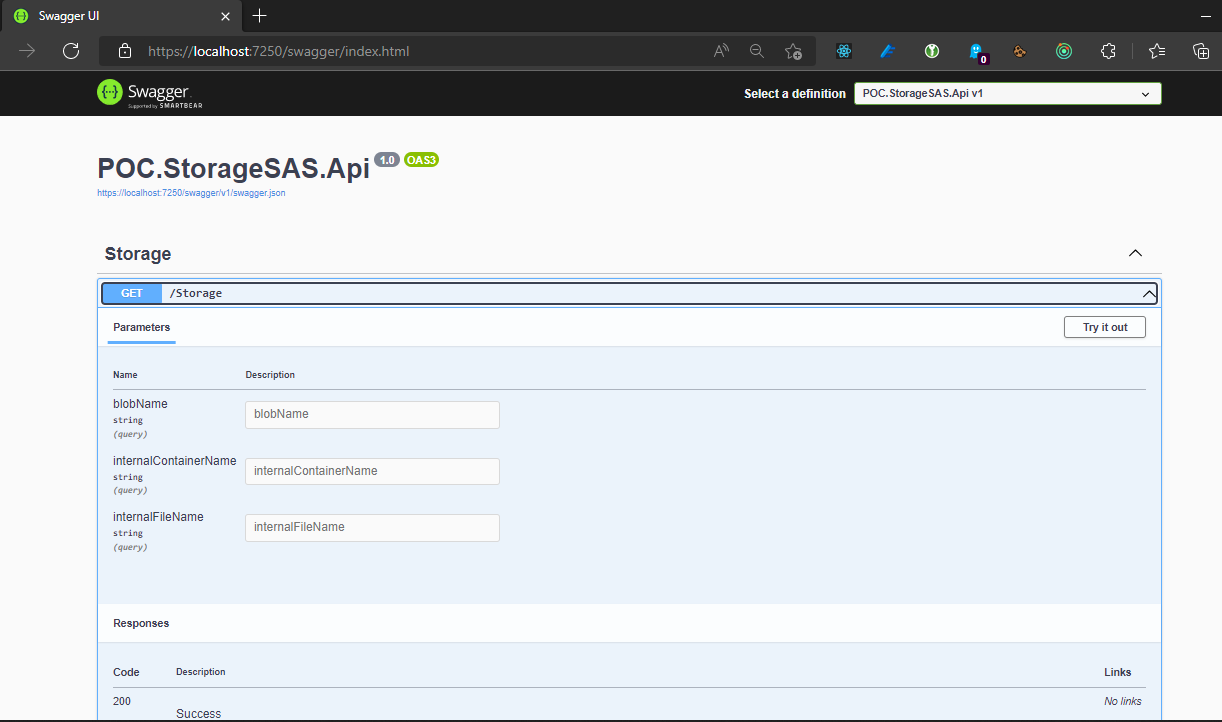 Swagger UI
https://localhost:7250/swagger/index.html
0
Swagger
Supported by SMARTBEAR
Select a definition
POC.StorageSAS.Api v1
POC.StorageSAS.Api 1.0 OAS3
https://localhost:7250/swagger/v1/swagger.json
Storage
GET /Storage
Parameters
Try it out
Name Description
blobName
string
(query)
blobName
internalContainerName
string
(query)
internalContainerName
internalFileName
string
(query)
internalFileName
Responses
Code Description Links
200 No links
Success